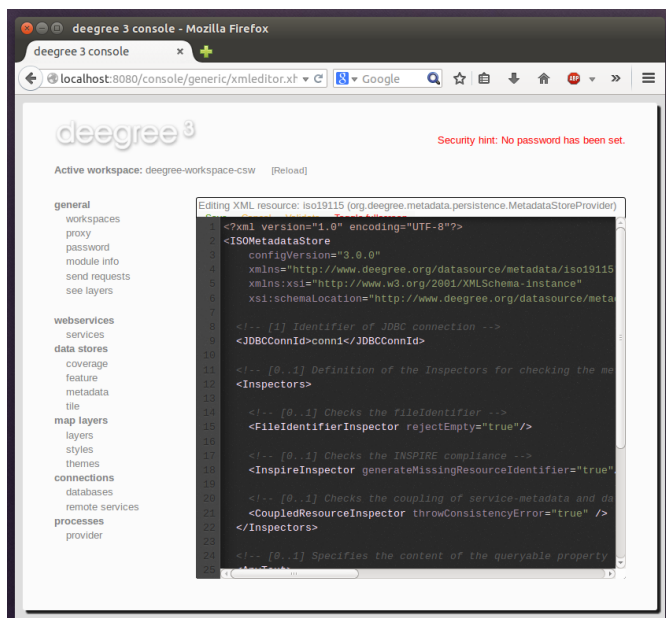 deegree 3 console - Mozilla Firefox
deegree 3 console
localhost:8080/console/generic/xmleditor.xh
Google
deegree 3
Security hint: No password has been set.
Active workspace: deegree-workspace-csw [Reload]
general
workspaces
proxy
password
module info
send requests
see layers
webservices
services
data stores
coverage
feature
metadata
tile
map layers
layers
styles
themes
connections
databases
remote services
processes
provider
Editing XML resource: iso19115 (org.deegree.metadata.persistence.MetadataStoreProvider)
Save Cancel Validate Toggle fullscreen
1 <?xml version="1.0" encoding="UTF-8"?>
2 <ISOMetadataStore
3 configVersion="3.0.0"
4 xmlns="http://www.deegree.org/datasource/metadata/iso19115
5 xmlns:xsi="http://www.w3.org/2001/XMLSchema-instance"
6 xsi:schemaLocation="http://www.deegree.org/datasource/meta
7
8 <!-- [1] Identifier of JDBC connection -->
9 <JDBCConnId>conn1</JDBCConnId>
10
11 <!-- [0..1] Definition of the Inspectors for checking the me
12 <Inspectors>
13
14 <!-- [0..1] Checks the fileIdentifier -->
15 <FileIdentifierInspector rejectEmpty="true"/>
16
17 <!-- [0..1] Checks the INSPIRE compliance -->
18 <InspireInspector generateMissingResourceIdentifier="true"
19
20 <!-- [0..1] Checks the coupling of service-metadata and da
21 <CoupledResourceInspector throwConsistencyError="true" />
22 </Inspectors>
23
24 <!-- [0..1] Specifies the content of the queryable property
25 <AnyText>